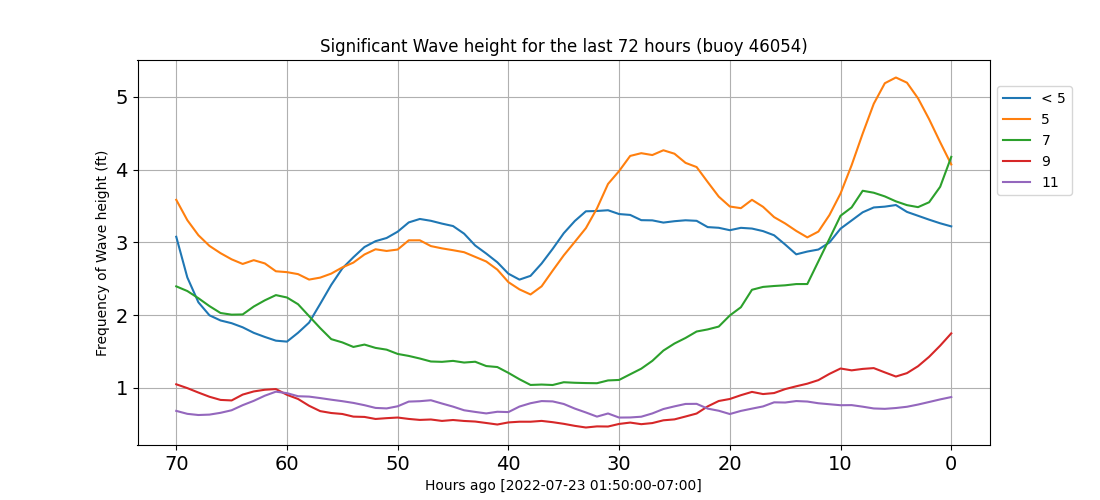 Significant Wave height for the last 72 hours (buoy 46054)
Frequency of Wave height (ft)
5
4
3
2
1
70 60 50 40 30 20 10 0
Hours ago [2022-07-23 01:50:00-07:00]
< 5
5
7
9
11